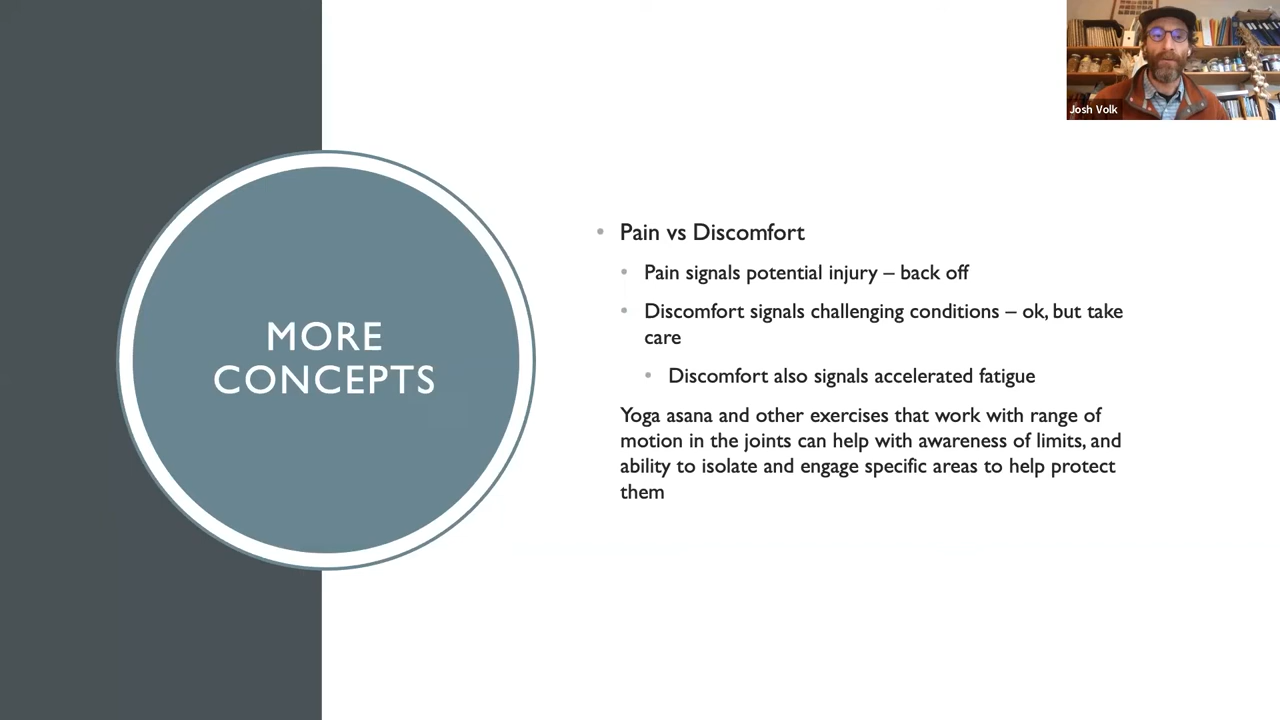 Josh Volk
MORE
CONCEPTS
Pain vs Discomfort
Pain signals potential injury – back off
Discomfort signals challenging conditions – ok, but take
care
Discomfort also signals accelerated fatigue
Yoga asana and other exercises that work with range of
motion in the joints can help with awareness of limits, and
ability to isolate and engage specific areas to help protect
them